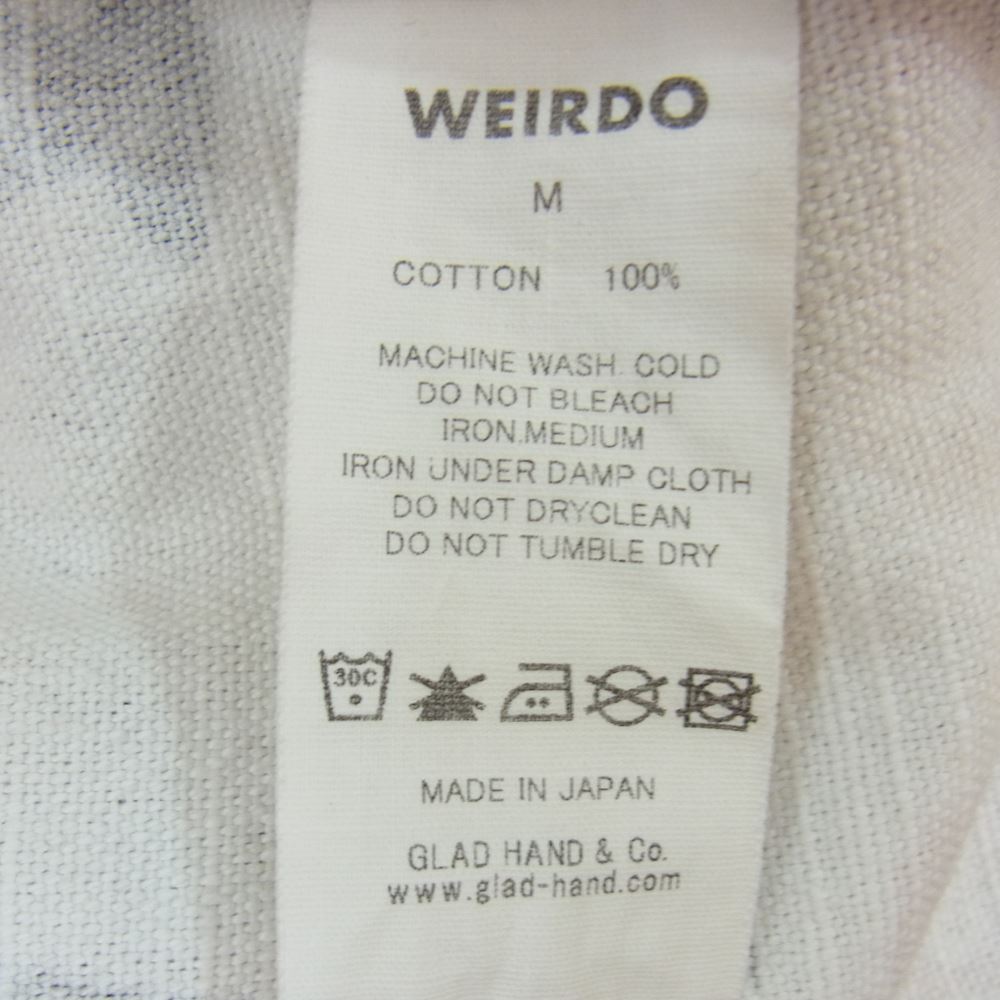 WEIRDO
M
COTTON 100%
MACHINE WASH COLD
DO NOT BLEACH
IRON.MEDIUM
IRON UNDER DAMP CLOTH
DO NOT DRYCLEAN
DO NOT TUMBLE DRY
30C
MADE IN JAPAN
GLAD HAND & Co.
www.glad-hand.com